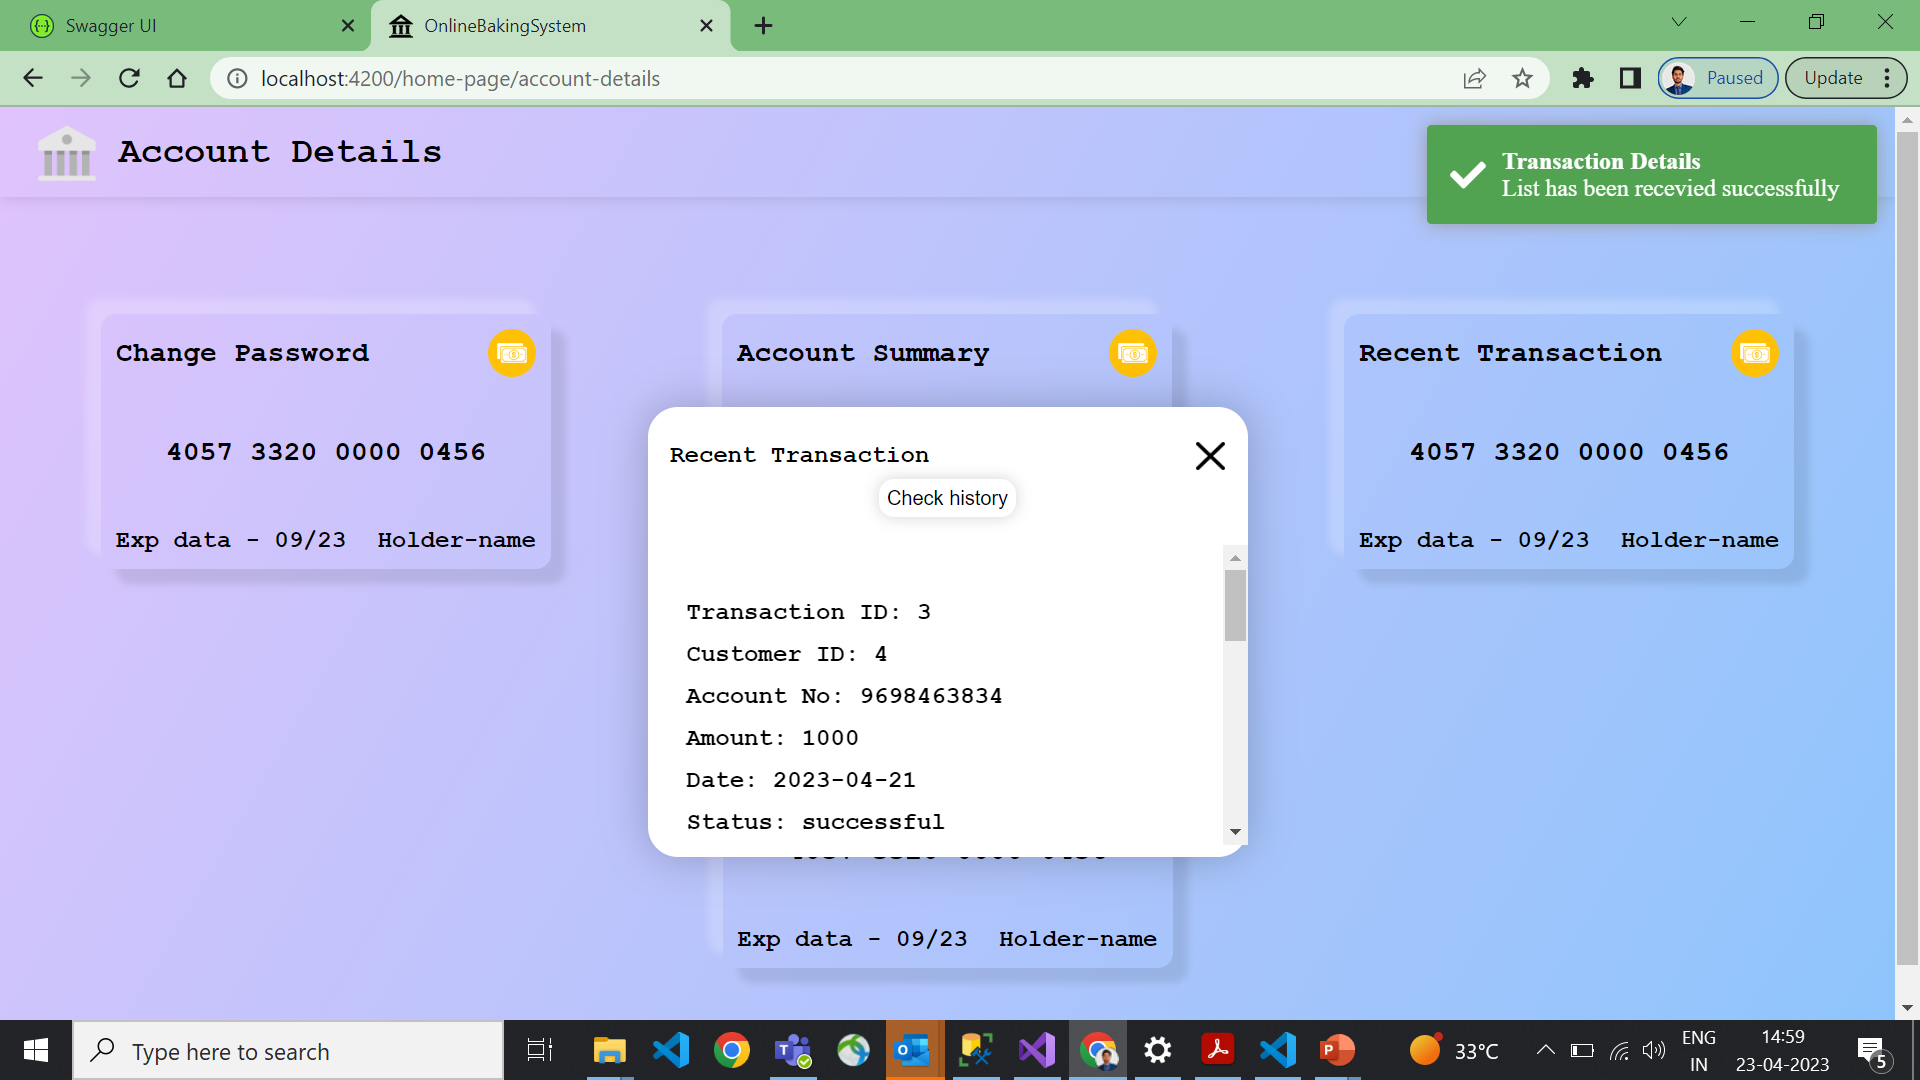 Swagger UI
OnlineBakingSystem
localhost:4200/home-page/account-details
Paused
Update
Account Details
Transaction Details
List has been recevied successfully
Change Password
4057 3320 0000 0456
Exp data - 09/23 Holder-name
Account Summary
Recent Transaction
4057 3320 0000 0456
Exp data - 09/23 Holder-name
Recent Transaction
Check history
Transaction ID: 3
Customer ID: 4
Account No: 9698463834
Amount: 1000
Date: 2023-04-21
Status: successful
Exp data - 09/23 Holder-name
Type here to search
33°C
ENG
IN
14:59
23-04-2023
5